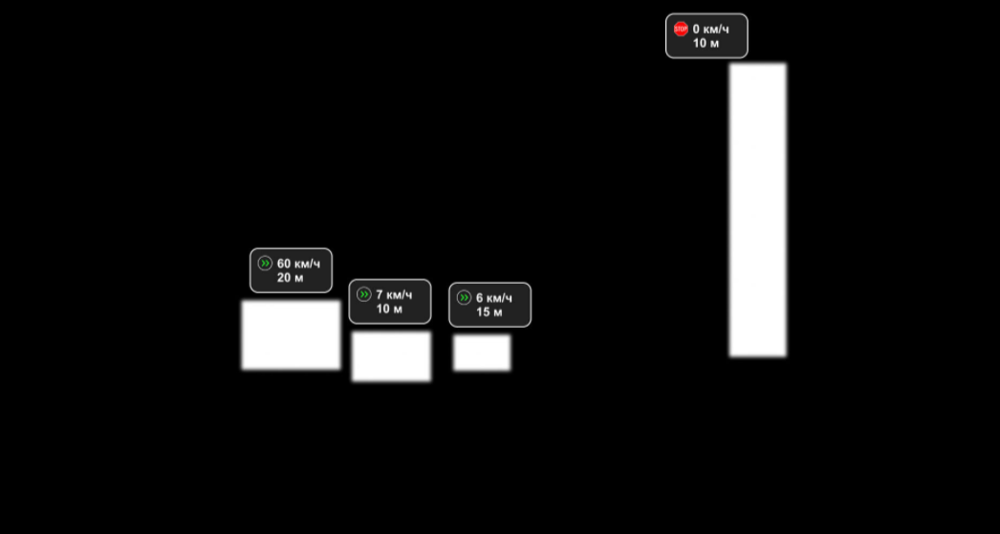 STOP 0 км/ч
10 м
60 км/ч
20 м
7 км/ч
10 м
6 км/ч
15 м